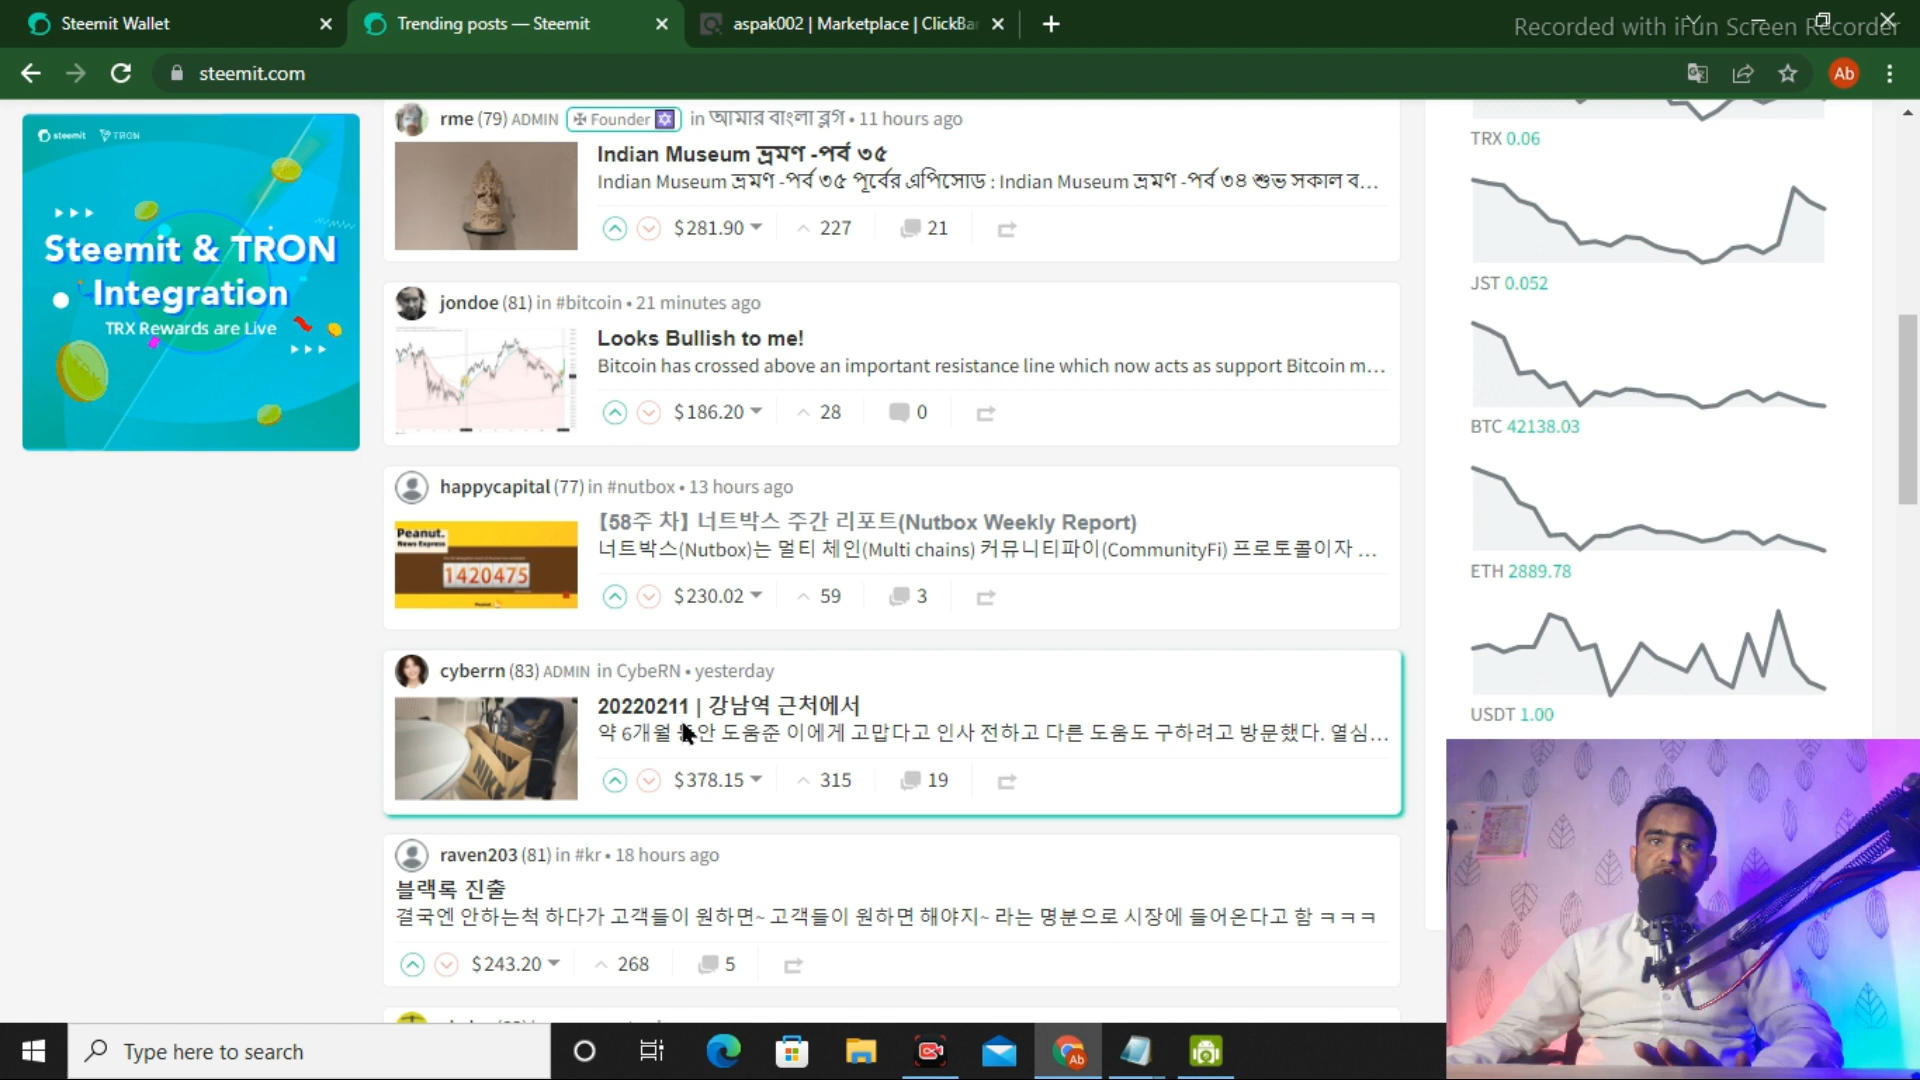 Steemit Wallet
Trending posts — Steemit
aspak002 | Marketplace | ClickBa
Recorded with iFun Screen Recorder
steemit.com
Ab
steemit TRON
Steemit & TRON
Integration
TRX Rewards are Live
rme (79) ADMIN Founder in আমার বাংলা ব্লগ • 11 hours ago
Indian Museum ভ্রমণ -পর্ব ৩৫
Indian Museum ভ্রমণ -পর্ব ৩৫ পূর্বের এপিসোড : Indian Museum ভ্রমণ -পর্ব ৩৪ শুভ সকাল ব...
$281.90 227 21
jondoe (81) in #bitcoin • 21 minutes ago
Looks Bullish to me!
Bitcoin has crossed above an important resistance line which now acts as support Bitcoin m...
$186.20 28 0
happycapital (77) in #nutbox • 13 hours ago
Peanut.
News Express
1420475
【58주 차】 너트박스 주간 리포트(Nutbox Weekly Report)
너트박스(Nutbox)는 멀티 체인(Multi chains) 커뮤니티파이(CommunityFi) 프로토콜이자 ...
$230.02 59 3
cyberrn (83) ADMIN in CybeRN • yesterday
NIKE
20220211 | 강남역 근처에서
약 6개월 동안 도움준 이에게 고맙다고 인사 전하고 다른 도움도 구하려고 방문했다. 열심...
$378.15 315 19
raven203 (81) in #kr • 18 hours ago
블랙록 진출
결국엔 안하는척 하다가 고객들이 원하면~ 고객들이 원하면 해야지~ 라는 명분으로 시장에 들어온다고 함 ㅋㅋㅋ
$243.20 268 5
TRX 0.06
JST 0.052
BTC 42138.03
ETH 2889.78
USDT 1.00
Type here to search
Ab